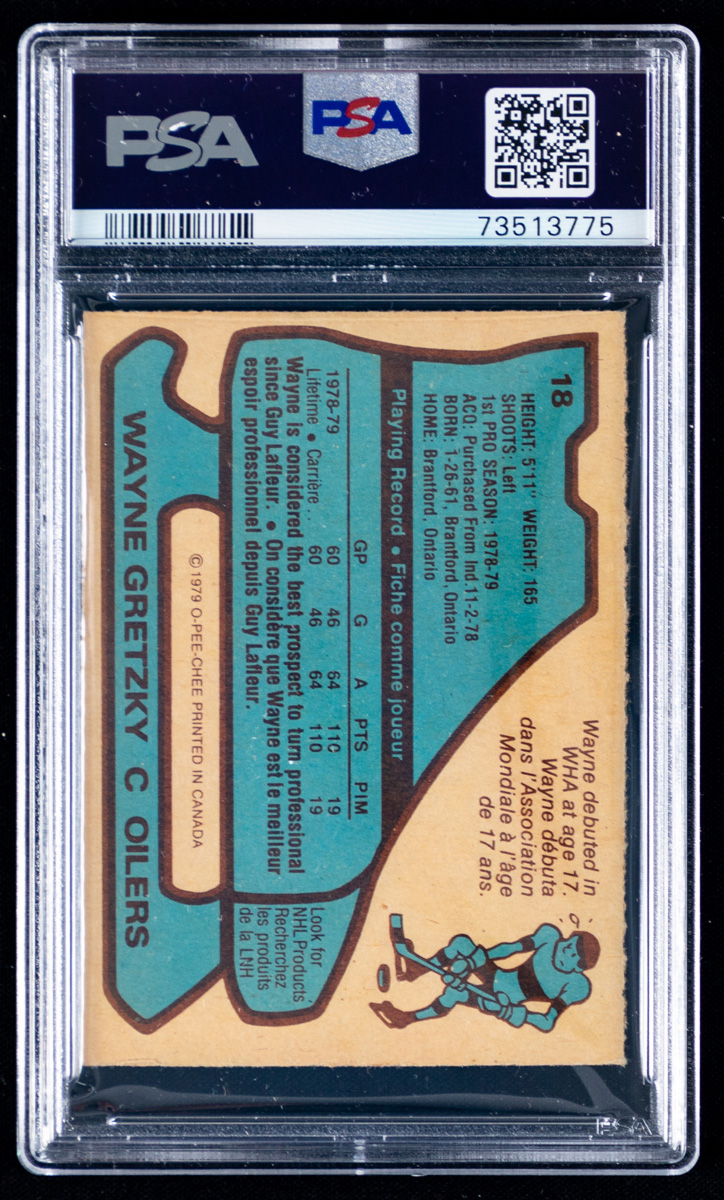 PSA
PSA
73513775
18
HEIGHT: 5'11" WEIGHT: 165
SHOOTS: Left
1st PRO SEASON: 1978-79
ACQ: Purchased From Ind. 11-2-78
BORN: 1-26-61, Brantford, Ontario
HOME: Brantford, Ontario
Wayne debuted in
WHA at age 17.
Wayne débuta
dans l'Association
Mondiale à l'âge
de 17 ans.
Playing Record • Fiche comme joueur
GP G A PTS PIM
1978-79 60 46 64 11C 19
Lifetime • Carrière . . 60 46 64 110 19
Wayne is considered the best prospect to turn professional
since Guy Lafleur. • On considère que Wayne est le meilleur
espoir professionnel depuis Guy Lafleur.
Look for
NHL Products
Recherchez
les produits
de la LNH
© 1979 O-PEE-CHEE PRINTED IN CANADA
WAYNE GRETZKY C OILERS